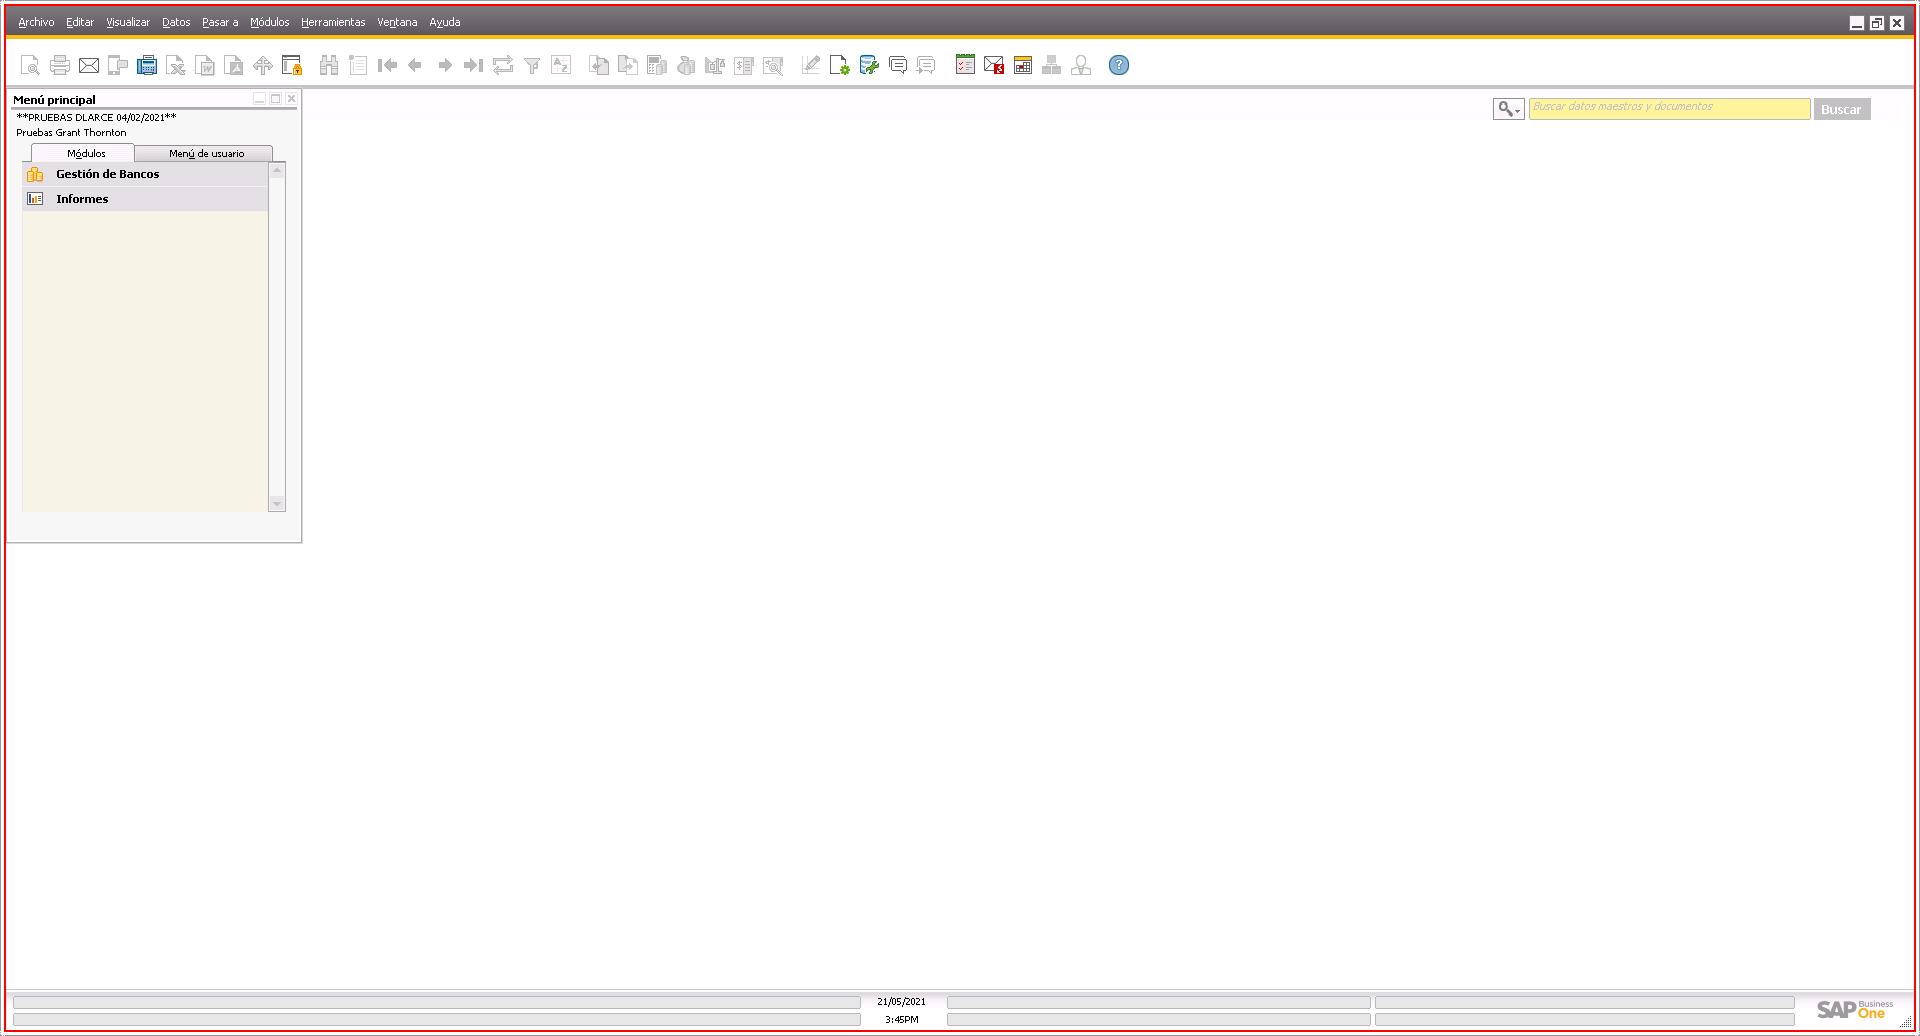 Archivo Editar Visualizar Datos Pasar a Módulos Herramientas Ventana Ayuda
Menú principal
**PRUEBAS DLARCE 04/02/2021**
Pruebas Grant Thornton
Módulos Menú de usuario
Gestión de Bancos
Informes
Buscar datos maestros y documentos Buscar
21/05/2021
3:45PM
SAP Business One